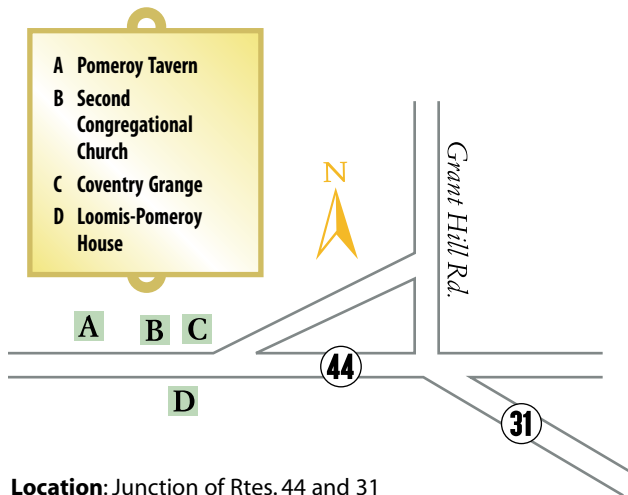 A Pomeroy Tavern
B Second
Congregational
Church
C Coventry Grange
D Loomis-Pomeroy
House
N
Grant Hill Rd.
A
B
C
44
D
31
Location: Junction of Rtes. 44 and 31